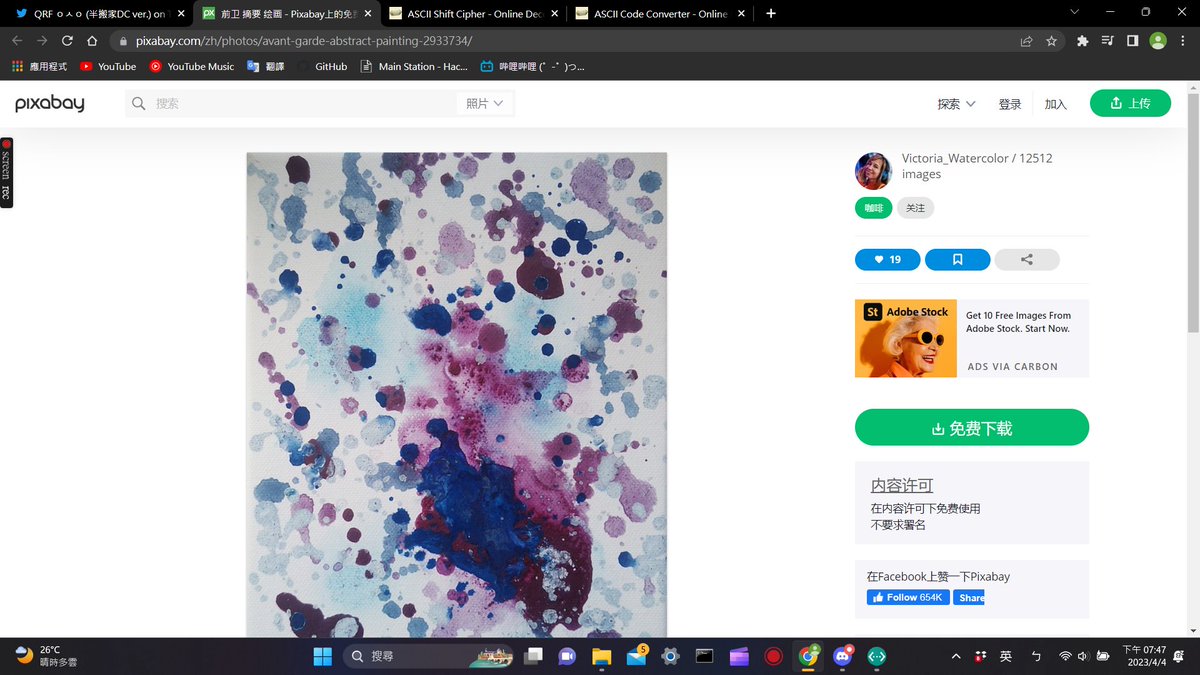 QRF ㅇㅅㅇ (半搬家DC ver.) on T
前卫 摘要 绘画 - Pixabay上的免费
ASCII Shift Cipher - Online Deco
ASCII Code Converter - Online
pixabay.com/zh/photos/avant-garde-abstract-painting-2933734/
應用程式
YouTube
YouTube Music
翻譯
GitHub
Main Station - Hac...
嗶哩嗶哩 (゜-゜)つ...
pixabay
搜索
照片
探索
登录
加入
上传
screen rec
Victoria_Watercolor / 12512
images
咖啡
关注
19
St Adobe Stock
Get 10 Free Images From
Adobe Stock. Start Now.
ADS VIA CARBON
免费下载
内容许可
在内容许可下免费使用
不要求署名
在Facebook上赞一下Pixabay
Follow 654K
Share
26°C
晴時多雲
搜尋
5
英
ㄅ
下午 07:47
2023/4/4